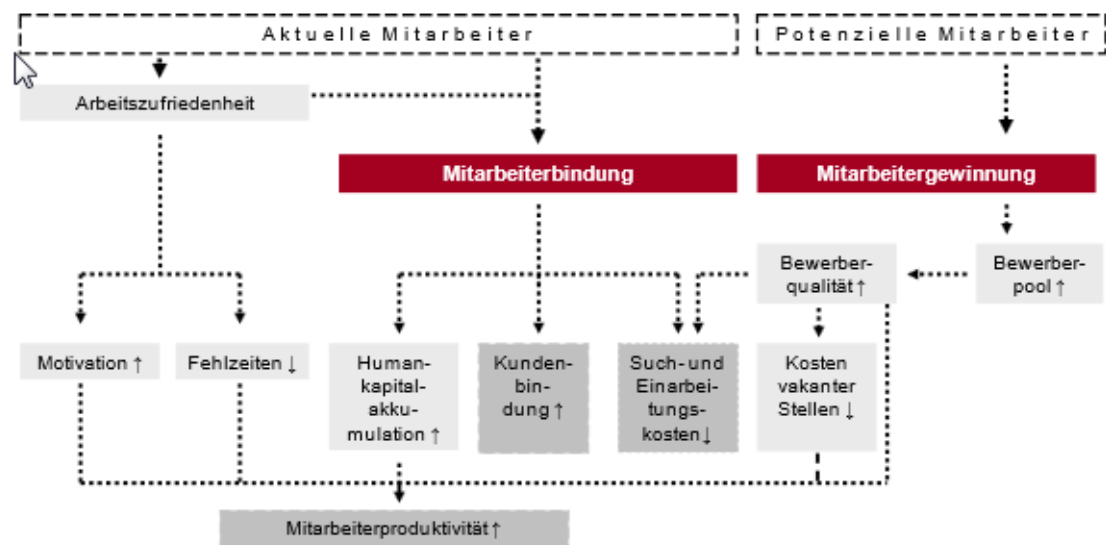 Aktuelle Mitarbeiter
Potenzielle Mitarbeiter
Arbeitszufriedenheit
Mitarbeiterbindung
Mitarbeitergewinnung
Bewerber-
qualität ↑
Bewerber-
pool ↑
Motivation ↑
Fehlzeiten ↓
Human-
kapital-
akku-
mulation ↑
Kunden-
bin-
dung ↑
Such- und
Einarbei-
tungs-
kosten ↓
Kosten
vakanter
Stellen ↓
Mitarbeiterproduktivität ↑